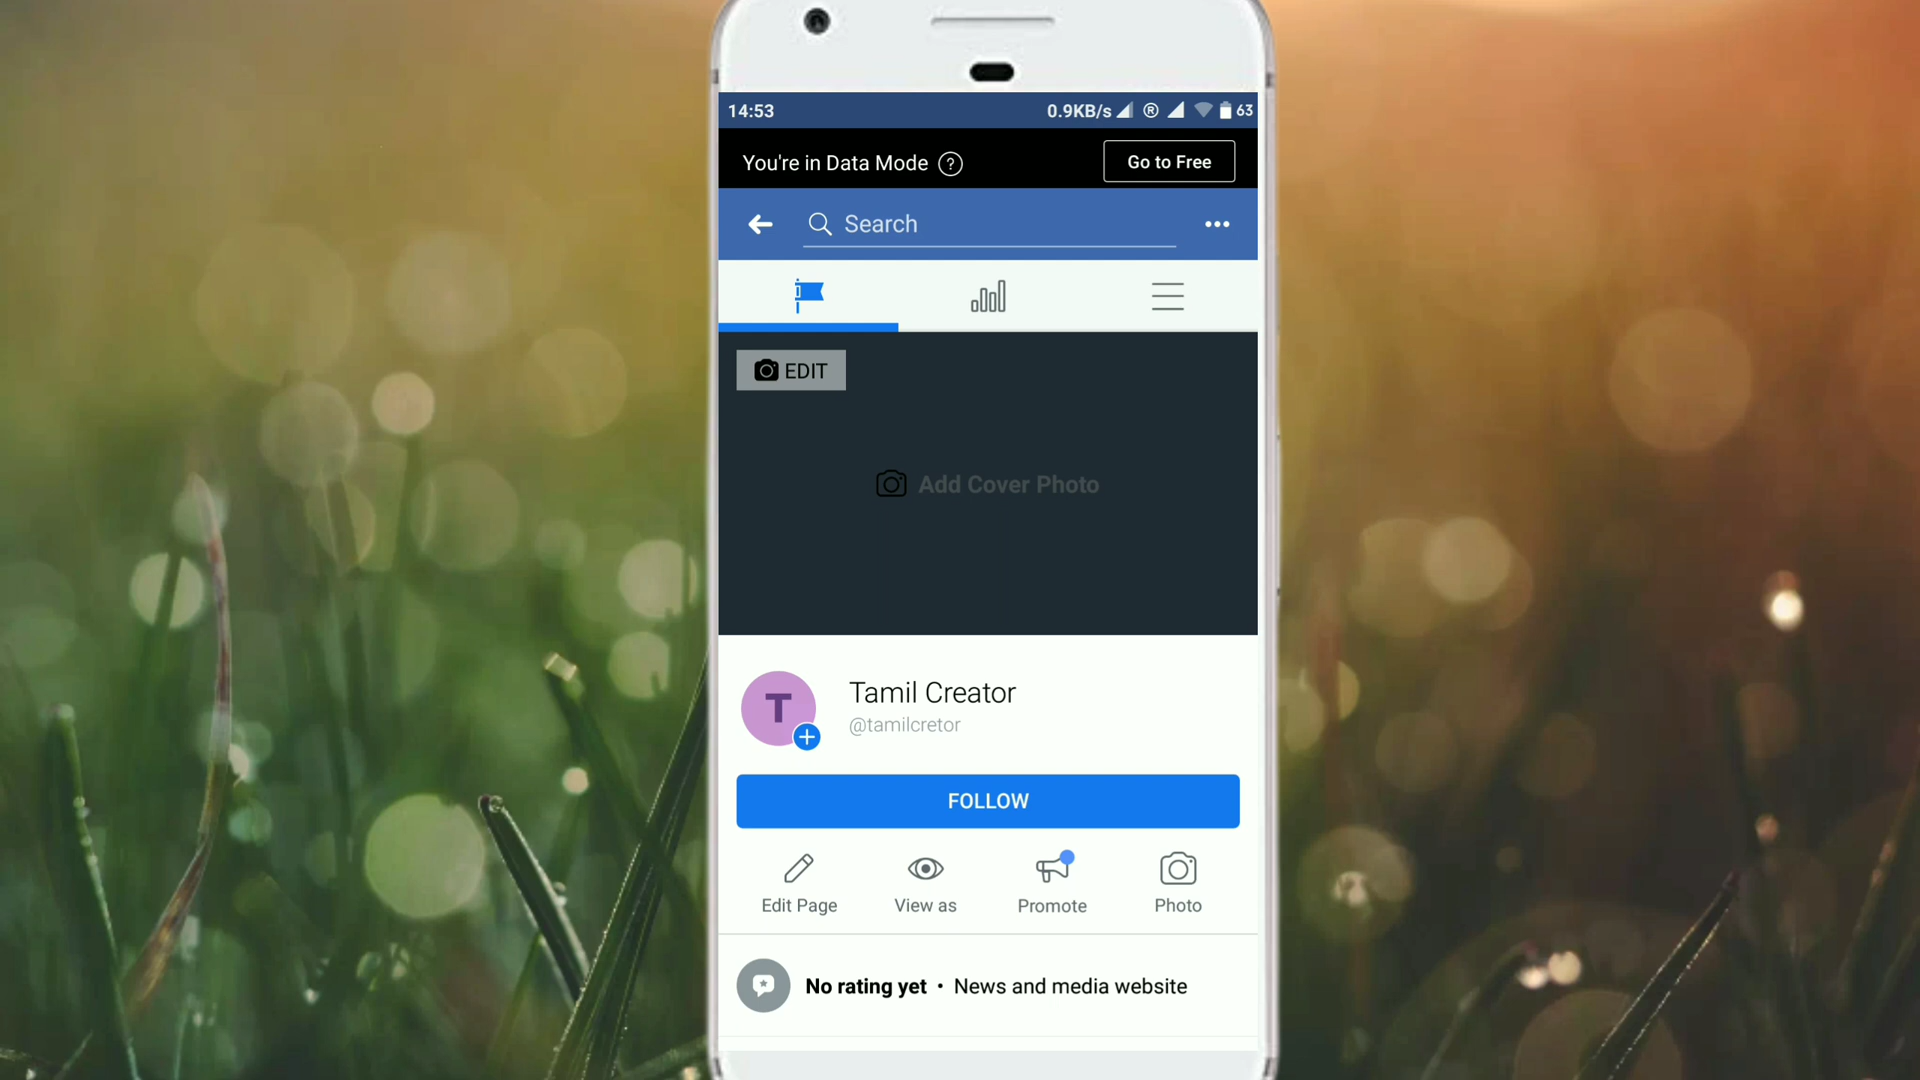 14:53 0.9KB/s ® 63
You're in Data Mode ? Go to Free
Search
EDIT
Add Cover Photo
T
Tamil Creator
@tamilcretor
FOLLOW
Edit Page View as Promote Photo
No rating yet • News and media website